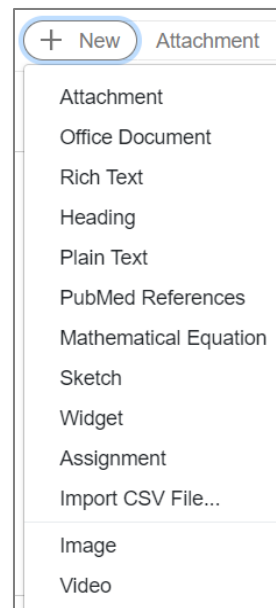 + New Attachment
Attachment
Office Document
Rich Text
Heading
Plain Text
PubMed References
Mathematical Equation
Sketch
Widget
Assignment
Import CSV File...
Image
Video